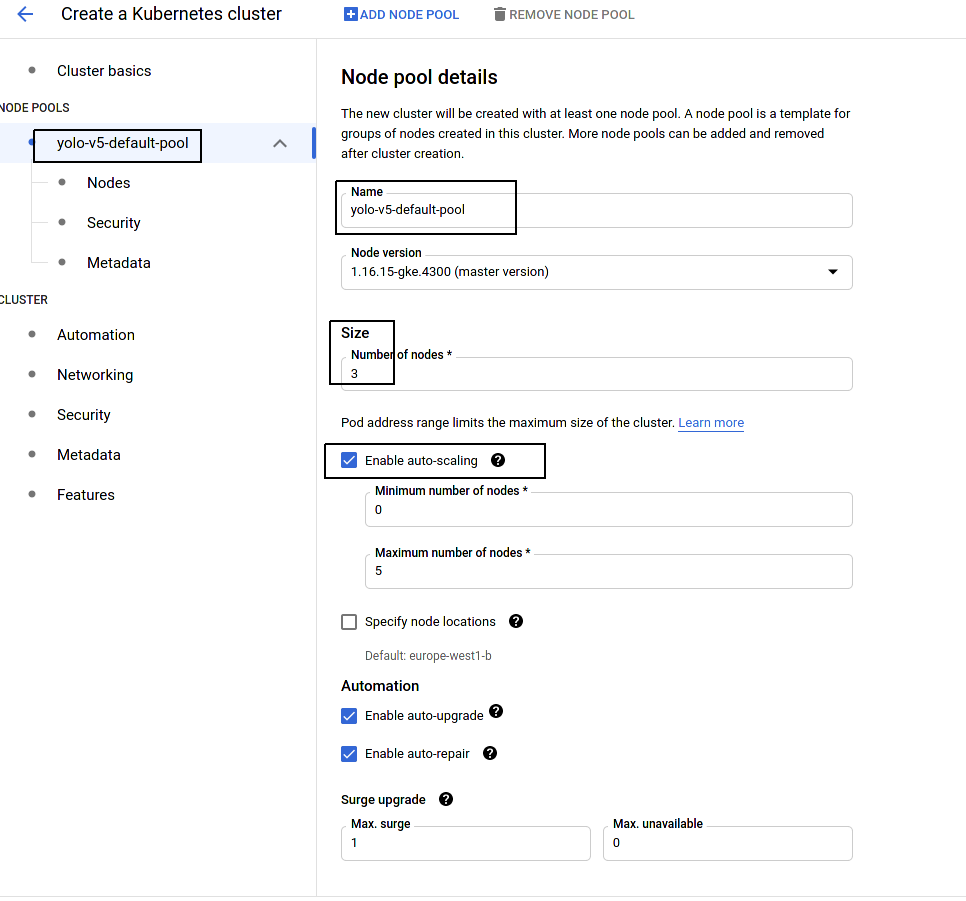 Create a Kubernetes cluster
ADD NODE POOL
REMOVE NODE POOL
Cluster basics
NODE POOLS
yolo-v5-default-pool
Nodes
Security
Metadata
CLUSTER
Automation
Networking
Security
Metadata
Features
Node pool details
The new cluster will be created with at least one node pool. A node pool is a template for
groups of nodes created in this cluster. More node pools can be added and removed
after cluster creation.
Name
yolo-v5-default-pool
Node version
1.16.15-gke.4300 (master version)
Size
Number of nodes *
3
Pod address range limits the maximum size of the cluster. Learn more
Enable auto-scaling
Minimum number of nodes *
0
Maximum number of nodes *
5
Specify node locations
Default: europe-west1-b
Automation
Enable auto-upgrade
Enable auto-repair
Surge upgrade
Max. surge
1
Max. unavailable
0